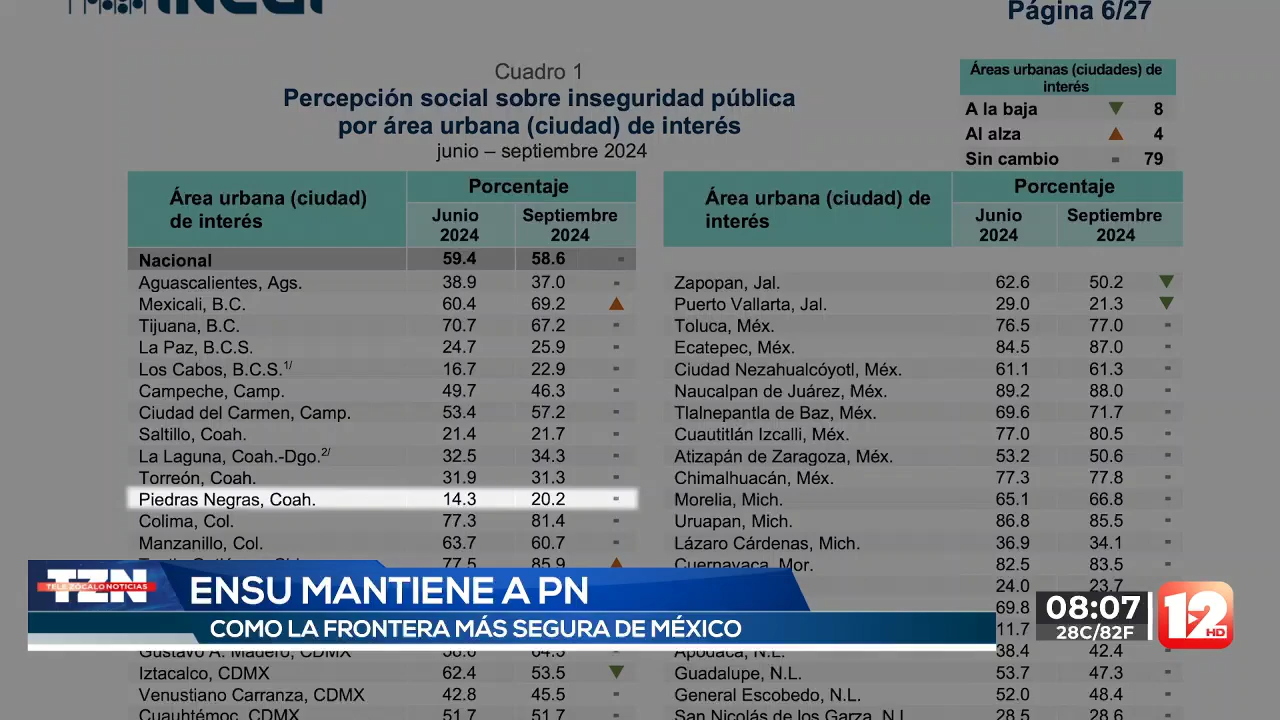 INEGI
Página 6/27
Cuadro 1
Percepción social sobre inseguridad pública
por área urbana (ciudad) de interés
junio – septiembre 2024
Áreas urbanas (ciudades) de
interés
A la baja 8
Al alza 4
Sin cambio 79
Área urbana (ciudad)
de interés
Porcentaje
Junio
2024
Septiembre
2024
Nacional 59.4 58.6
Aguascalientes, Ags. 38.9 37.0
Mexicali, B.C. 60.4 69.2
Tijuana, B.C. 70.7 67.2
La Paz, B.C.S. 24.7 25.9
Los Cabos, B.C.S.1/ 16.7 22.9
Campeche, Camp. 49.7 46.3
Ciudad del Carmen, Camp. 53.4 57.2
Saltillo, Coah. 21.4 21.7
La Laguna, Coah.-Dgo.2/ 32.5 34.3
Torreón, Coah. 31.9 31.3
Piedras Negras, Coah. 14.3 20.2
Colima, Col. 77.3 81.4
Manzanillo, Col. 63.7 60.7
77.5 85.9
Gustavo A. Madero, CDMX
Iztacalco, CDMX 62.4 53.5
Venustiano Carranza, CDMX 42.8 45.5
Cuauhtémoc, CDMX 51.7 51.7
Área urbana (ciudad) de
interés
Porcentaje
Junio
2024
Septiembre
2024
Zapopan, Jal. 62.6 50.2
Puerto Vallarta, Jal. 29.0 21.3
Toluca, Méx. 76.5 77.0
Ecatepec, Méx. 84.5 87.0
Ciudad Nezahualcóyotl, Méx. 61.1 61.3
Naucalpan de Juárez, Méx. 89.2 88.0
Tlalnepantla de Baz, Méx. 69.6 71.7
Cuautitlán Izcalli, Méx. 77.0 80.5
Atizapán de Zaragoza, Méx. 53.2 50.6
Chimalhuacán, Méx. 77.3 77.8
Morelia, Mich. 65.1 66.8
Uruapan, Mich. 86.8 85.5
Lázaro Cárdenas, Mich. 36.9 34.1
Cuernavaca, Mor. 82.5 83.5
24.0 23.7
69.8
11.7
Apodaca, N.L. 38.4 42.4
Guadalupe, N.L. 53.7 47.3
General Escobedo, N.L. 52.0 48.4
San Nicolás de los Garza, N.L. 28.5 28.6
TZN
TELE ZÓCALO NOTICIAS
ENSU MANTIENE A PN
COMO LA FRONTERA MÁS SEGURA DE MÉXICO
08:07
28C/82F
12
HD